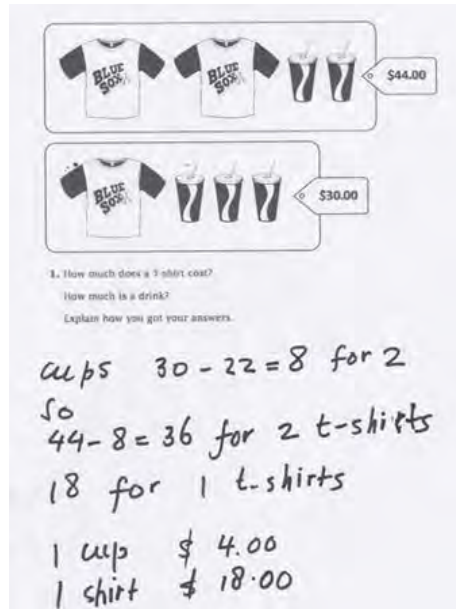 BLUE SOX
BLUE SOX
$44.00
BLUE SOX
$30.00
1. How much does a T-shirt cost?
How much is a drink?
Explain how you got your answers.
cups 30 - 22 = 8 for 2
So
44 - 8 = 36 for 2 t-shirts
18 for 1 t-shirts
1 cup $ 4.00
1 shirt $ 18.00